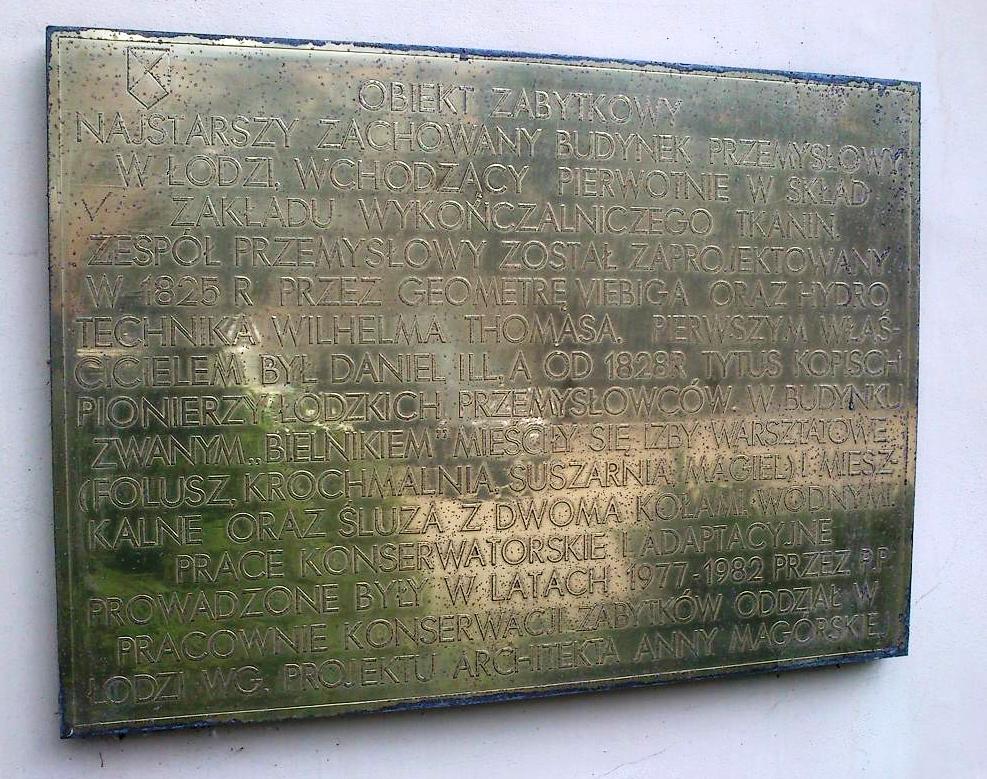 OBIEKT ZABYTKOWY
NAJSTARSZY ZACHOWANY BUDYNEK PRZEMYSŁOWY
W ŁODZI, WCHODZĄCY PIERWOTNIE W SKŁAD
ZAKŁADU WYKOŃCZALNICZEGO TKANIN.
ZESPÓŁ PRZEMYSŁOWY ZOSTAŁ ZAPROJEKTOWANY
W 1825 R PRZEZ GEOMETRĘ VIEBIGA ORAZ HYDRO
TECHNIKA WILHELMA THOMASA. PIERWSZYM WŁAŚ-
CICIELEM BYŁ DANIEL ILL, A OD 1828R TYTUS KOPISCH
PIONIERZY ŁÓDZKICH PRZEMYSŁOWCÓW. W BUDYNKU
ZWANYM „BIELNIKIEM" MIEŚCIŁY SIĘ IZBY WARSZTATOWE
(FOLUSZ, KROCHMALNIA, SUSZARNIA, MAGIEL) I MIESZ-
KALNE ORAZ ŚLUZA Z DWOMA KOŁAMI WODNYMI.
PRACE KONSERWATORSKIE I ADAPTACYJNE
PROWADZONE BYŁY W LATACH 1977-1982 PRZEZ P.P.
PRACOWNIE KONSERWACJI ZABYTKÓW ODDZIAŁ W
ŁODZI WG. PROJEKTU ARCHITEKTA ANNY MAGÓRSKIEJ